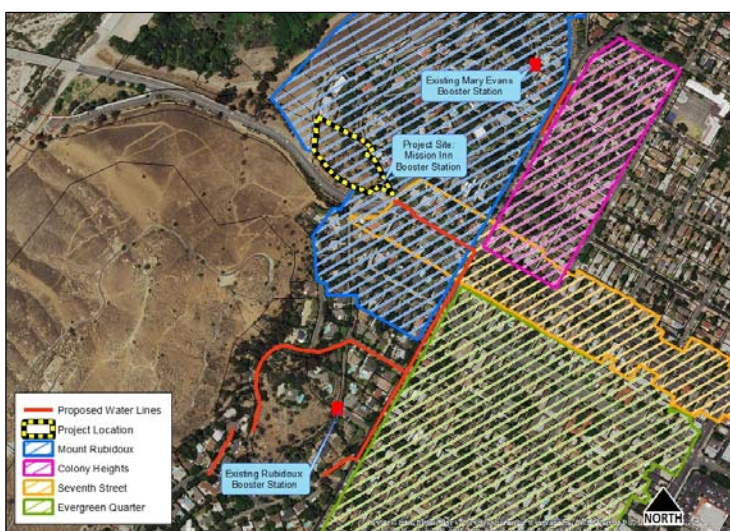 Existing Mary Evans
Booster Station
Project Site:
Mission Inn
Booster Station
Proposed Water Lines
Project Location
Mount Rubidoux
Colony Heights
Seventh Street
Evergreen Quarter
Existing Rubidoux
Booster Station
NORTH